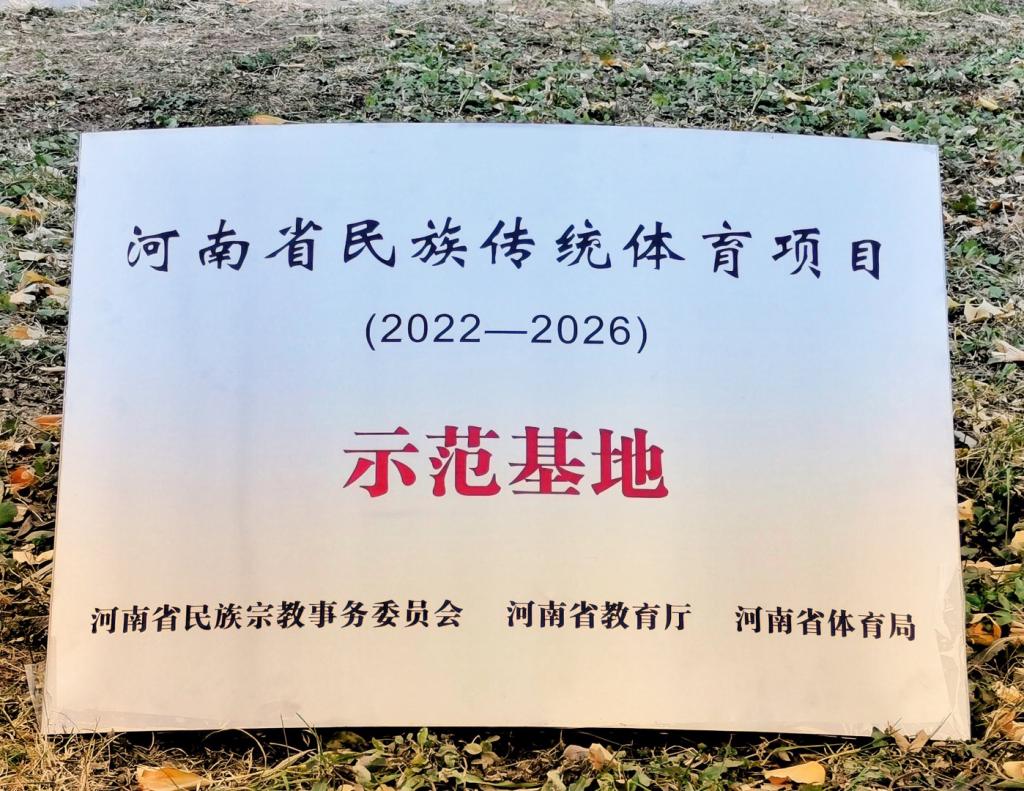 河南省民族传统体育项目
(2022—2026)
示范基地
河南省民族宗教事务委员会 河南省教育厅 河南省体育局